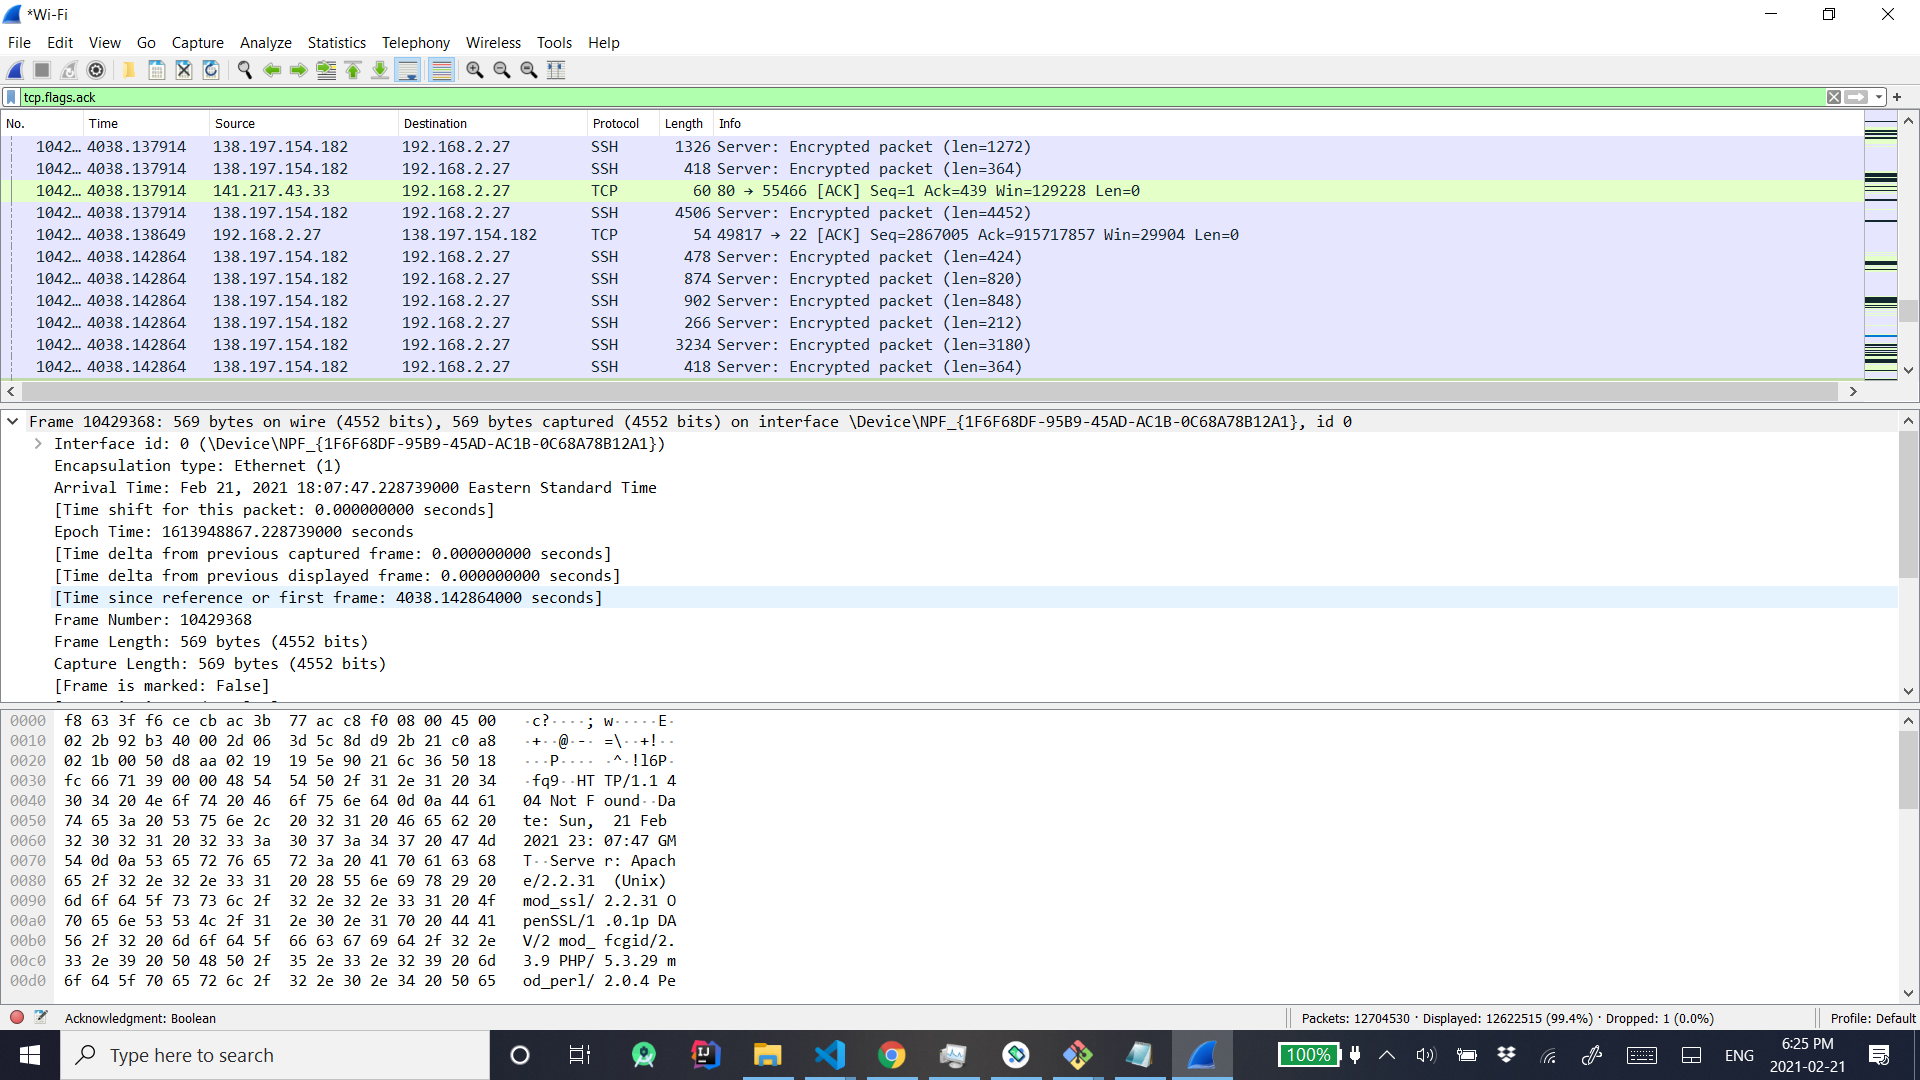 *Wi-Fi
File Edit View Go Capture Analyze Statistics Telephony Wireless Tools Help
tcp.flags.ack
No. Time Source Destination Protocol Length Info
1042… 4038.137914 138.197.154.182 192.168.2.27 SSH 1326 Server: Encrypted packet (len=1272)
1042… 4038.137914 138.197.154.182 192.168.2.27 SSH 418 Server: Encrypted packet (len=364)
1042… 4038.137914 141.217.43.33 192.168.2.27 TCP 60 80 → 55466 [ACK] Seq=1 Ack=439 Win=129228 Len=0
1042… 4038.137914 138.197.154.182 192.168.2.27 SSH 4506 Server: Encrypted packet (len=4452)
1042… 4038.138649 192.168.2.27 138.197.154.182 TCP 54 49817 → 22 [ACK] Seq=2867005 Ack=915717857 Win=29904 Len=0
1042… 4038.142864 138.197.154.182 192.168.2.27 SSH 478 Server: Encrypted packet (len=424)
1042… 4038.142864 138.197.154.182 192.168.2.27 SSH 874 Server: Encrypted packet (len=820)
1042… 4038.142864 138.197.154.182 192.168.2.27 SSH 902 Server: Encrypted packet (len=848)
1042… 4038.142864 138.197.154.182 192.168.2.27 SSH 266 Server: Encrypted packet (len=212)
1042… 4038.142864 138.197.154.182 192.168.2.27 SSH 3234 Server: Encrypted packet (len=3180)
1042… 4038.142864 138.197.154.182 192.168.2.27 SSH 418 Server: Encrypted packet (len=364)
Frame 10429368: 569 bytes on wire (4552 bits), 569 bytes captured (4552 bits) on interface \Device\NPF_{1F6F68DF-95B9-45AD-AC1B-0C68A78B12A1}, id 0
Interface id: 0 (\Device\NPF_{1F6F68DF-95B9-45AD-AC1B-0C68A78B12A1})
Encapsulation type: Ethernet (1)
Arrival Time: Feb 21, 2021 18:07:47.228739000 Eastern Standard Time
[Time shift for this packet: 0.000000000 seconds]
Epoch Time: 1613948867.228739000 seconds
[Time delta from previous captured frame: 0.000000000 seconds]
[Time delta from previous displayed frame: 0.000000000 seconds]
[Time since reference or first frame: 4038.142864000 seconds]
Frame Number: 10429368
Frame Length: 569 bytes (4552 bits)
Capture Length: 569 bytes (4552 bits)
[Frame is marked: False]
0000 f8 63 3f f6 ce cb ac 3b 77 ac c8 f0 08 00 45 00 ·c?····; w·····E·
0010 02 2b 92 b3 40 00 2d 06 3d 5c 8d d9 2b 21 c0 a8 ·+··@·-· =\··+!··
0020 02 1b 00 50 d8 aa 02 19 19 5e 90 21 6c 36 50 18 ···P···· ·^·!l6P·
0030 fc 66 71 39 00 00 48 54 54 50 2f 31 2e 31 20 34 ·fq9··HT TP/1.1 4
0040 30 34 20 4e 6f 74 20 46 6f 75 6e 64 0d 0a 44 61 04 Not F ound··Da
0050 74 65 3a 20 53 75 6e 2c 20 32 31 20 46 65 62 20 te: Sun, 21 Feb
0060 32 30 32 31 20 32 33 3a 30 37 3a 34 37 20 47 4d 2021 23: 07:47 GM
0070 54 0d 0a 53 65 72 76 65 72 3a 20 41 70 61 63 68 T··Serve r: Apach
0080 65 2f 32 2e 32 2e 33 31 20 28 55 6e 69 78 29 20 e/2.2.31 (Unix)
0090 6d 6f 64 5f 73 73 6c 2f 32 2e 32 2e 33 31 20 4f mod_ssl/ 2.2.31 O
00a0 70 65 6e 53 53 4c 2f 31 2e 30 2e 31 70 20 44 41 penSSL/1 .0.1p DA
00b0 56 2f 32 20 6d 6f 64 5f 66 63 67 69 64 2f 32 2e V/2 mod_ fcgid/2.
00c0 33 2e 39 20 50 48 50 2f 35 2e 33 2e 32 39 20 6d 3.9 PHP/ 5.3.29 m
00d0 6f 64 5f 70 65 72 6c 2f 32 2e 30 2e 34 20 50 65 od_perl/ 2.0.4 Pe
Acknowledgment: Boolean Packets: 12704530 · Displayed: 12622515 (99.4%) · Dropped: 1 (0.0%) Profile: Default
Type here to search 100% ENG 6:25 PM
2021-02-21